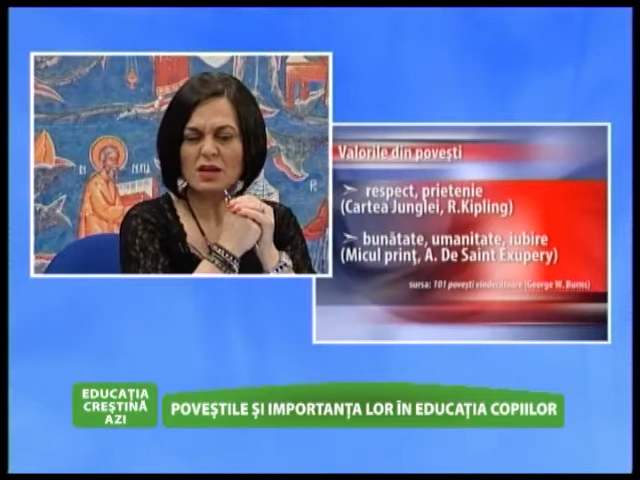 Valorile din povești
➢ respect, prietenie
(Cartea Junglei, R.Kipling)
➢ bunătate, umanitate, iubire
(Micul prinț, A. De Saint Exupery)
sursa: 101 povești vindecătoare (George W. Burns)
EDUCAȚIA
CREȘTINĂ
AZI
POVEȘTILE ȘI IMPORTANȚA LOR ÎN EDUCAȚIA COPIILOR